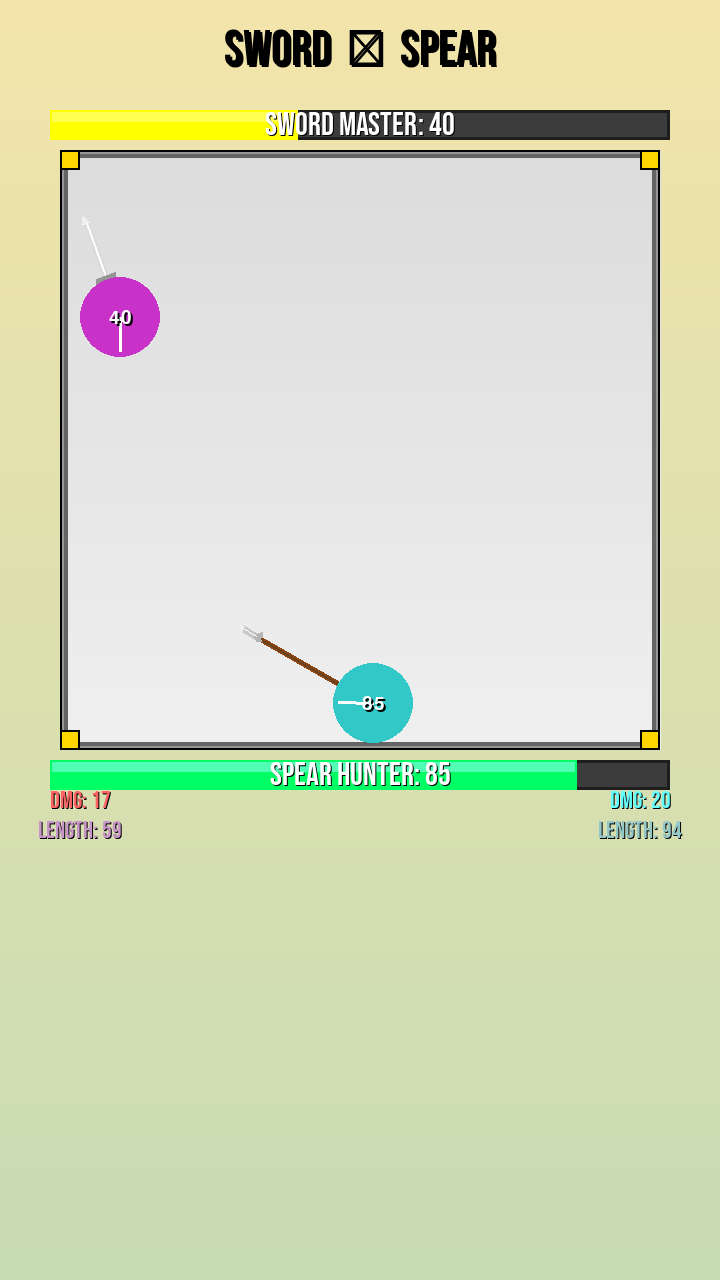 SWORD ☒ SPEAR
SWORD MASTER: 40
40
85
SPEAR HUNTER: 85
DMG: 17 DMG: 20
LENGTH: 59 LENGTH: 94